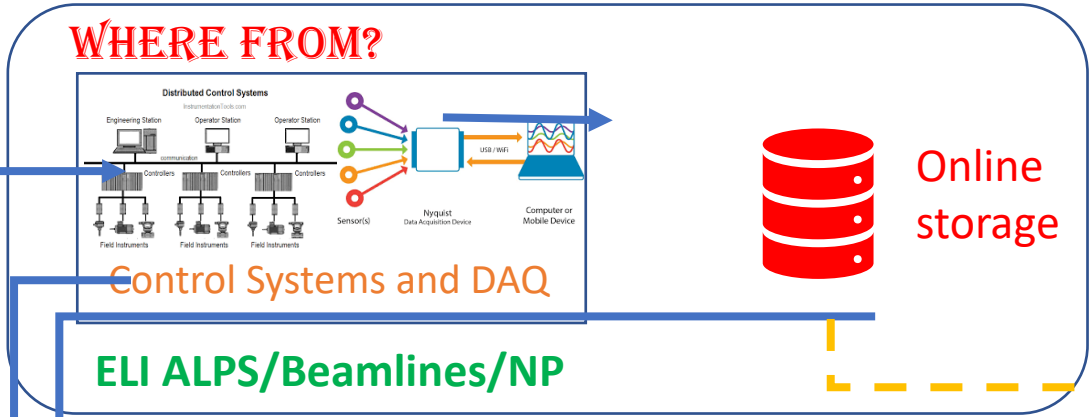 WHERE FROM?
Distributed Control Systems
InstrumentationTools.com
Engineering Station
Operator Station
Operator Station
communication
Controllers
Controllers
Controllers
Field Instruments
Field Instruments
Field Instruments
Sensor(s)
Nyquist
Data Acquisition Device
USB / WiFi
Computer or
Mobile Device
Control Systems and DAQ
Online
storage
ELI ALPS/Beamlines/NP